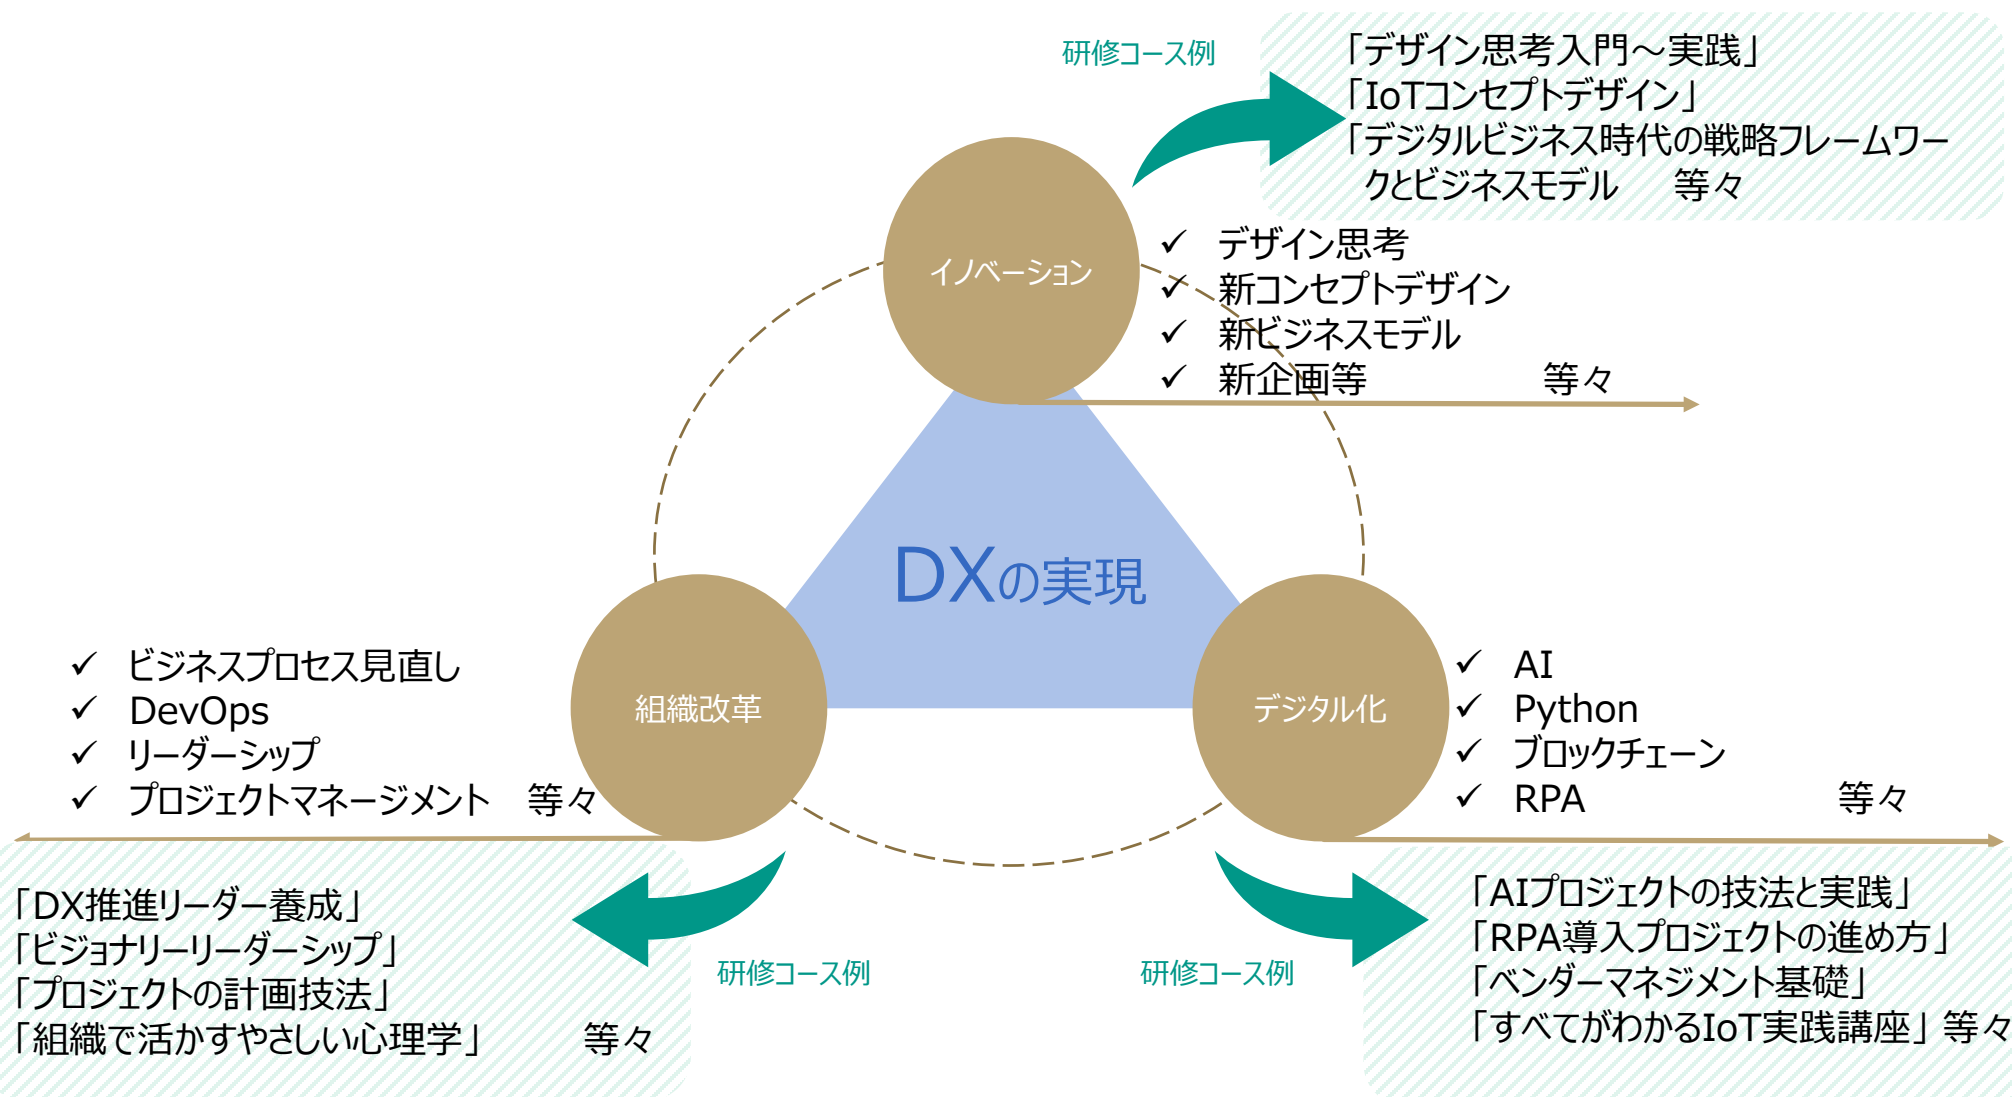 研修コース例
「デザイン思考入門～実践」
「IoTコンセプトデザイン」
「デジタルビジネス時代の戦略フレームワー
クとビジネスモデル　等々
イノベーション
✓ デザイン思考
✓ 新コンセプトデザイン
✓ 新ビジネスモデル
✓ 新企画等　等々
DXの実現
✓ ビジネスプロセス見直し
✓ DevOps
✓ リーダーシップ
✓ プロジェクトマネージメント　等々
組織改革
デジタル化
✓ AI
✓ Python
✓ ブロックチェーン
✓ RPA　等々
「DX推進リーダー養成」
「ビジョナリーリーダーシップ」
「プロジェクトの計画技法」
「組織で活かすやさしい心理学」　等々
研修コース例
研修コース例
「AIプロジェクトの技法と実践」
「RPA導入プロジェクトの進め方」
「ベンダーマネジメント基礎」
「すべてがわかるIoT実践講座」等々